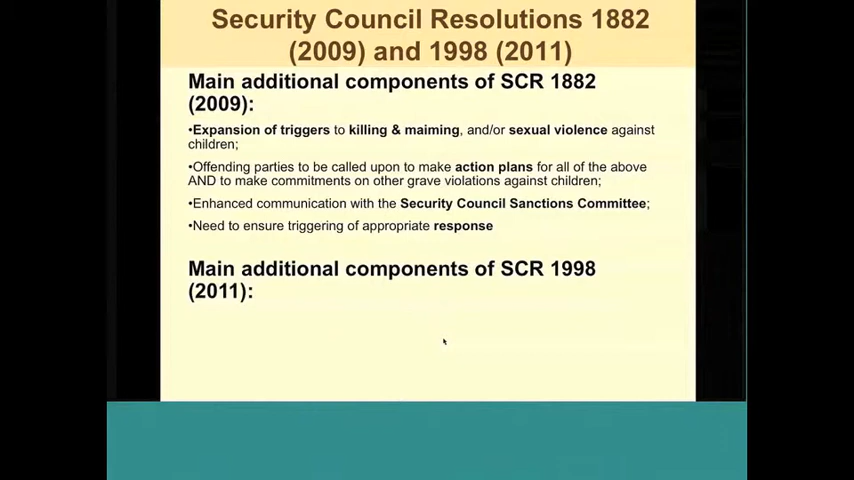 Security Council Resolutions 1882
(2009) and 1998 (2011)
Main additional components of SCR 1882
(2009):
•Expansion of triggers to killing & maiming, and/or sexual violence against
children;
•Offending parties to be called upon to make action plans for all of the above
AND to make commitments on other grave violations against children;
•Enhanced communication with the Security Council Sanctions Committee;
•Need to ensure triggering of appropriate response
Main additional components of SCR 1998
(2011):